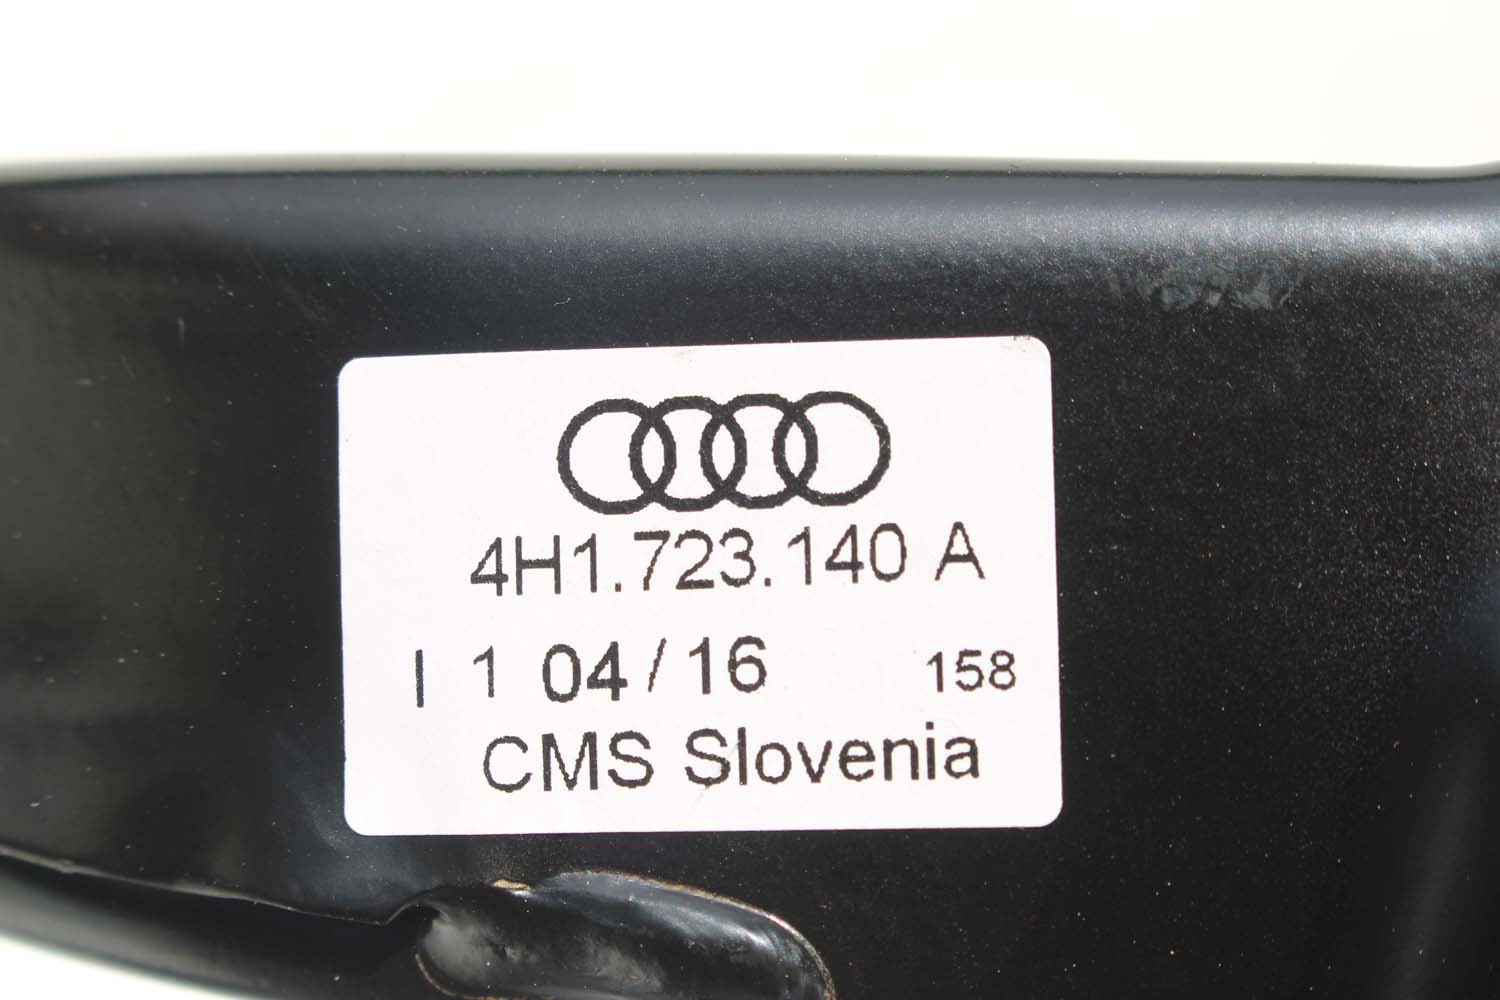 4H1.723.140 A
I 1 04/16 158
CMS Slovenia